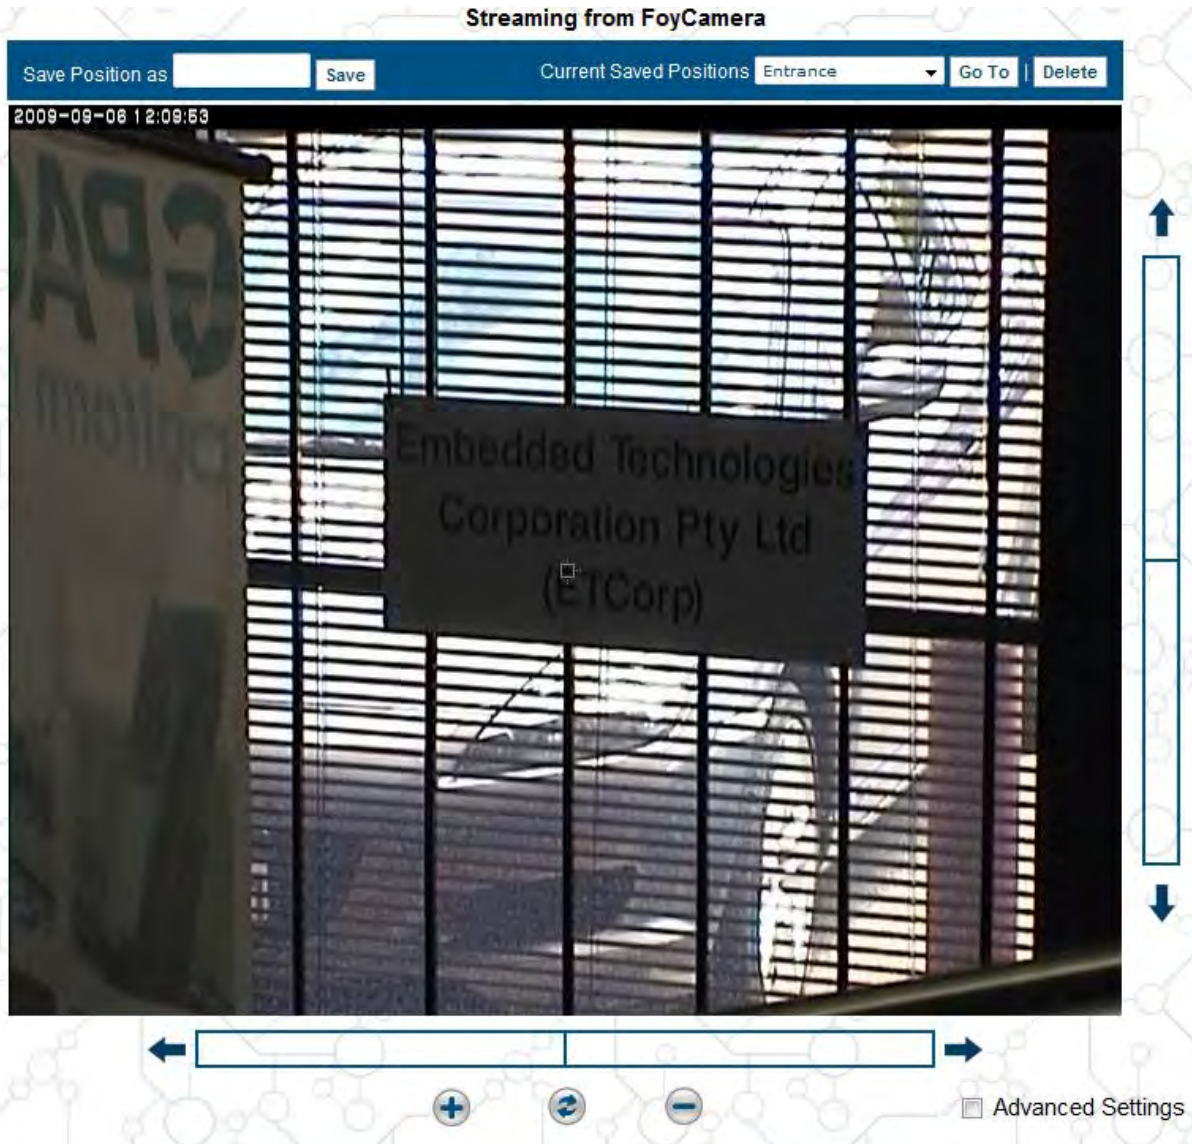 Streaming from FoyCamera
Save Position as Save Current Saved Positions Entrance Go To | Delete
2009-09-06 12:09:53
Embedded Technologies
Corporation Pty Ltd
(ETCorp)
Advanced Settings